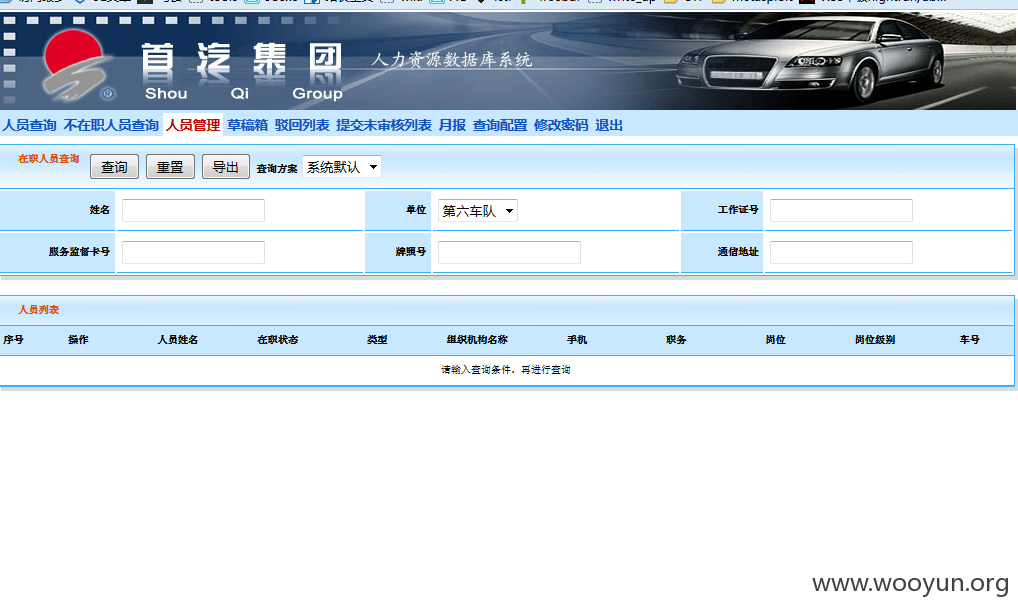 首汽集团
Shou Qi Group
人力资源数据库系统
人员查询 不在职人员查询 人员管理 草稿箱 驳回列表 提交未审核列表 月报 查询配置 修改密码 退出
在职人员查询 查询 重置 导出 查询方案 系统默认
姓名 单位 第六车队 工作证号
服务监督卡号 牌照号 通信地址
人员列表
序号 操作 人员姓名 在职状态 类型 组织机构名称 手机 职务 岗位 岗位级别 车号
请输入查询条件，再进行查询
www.wooyun.org